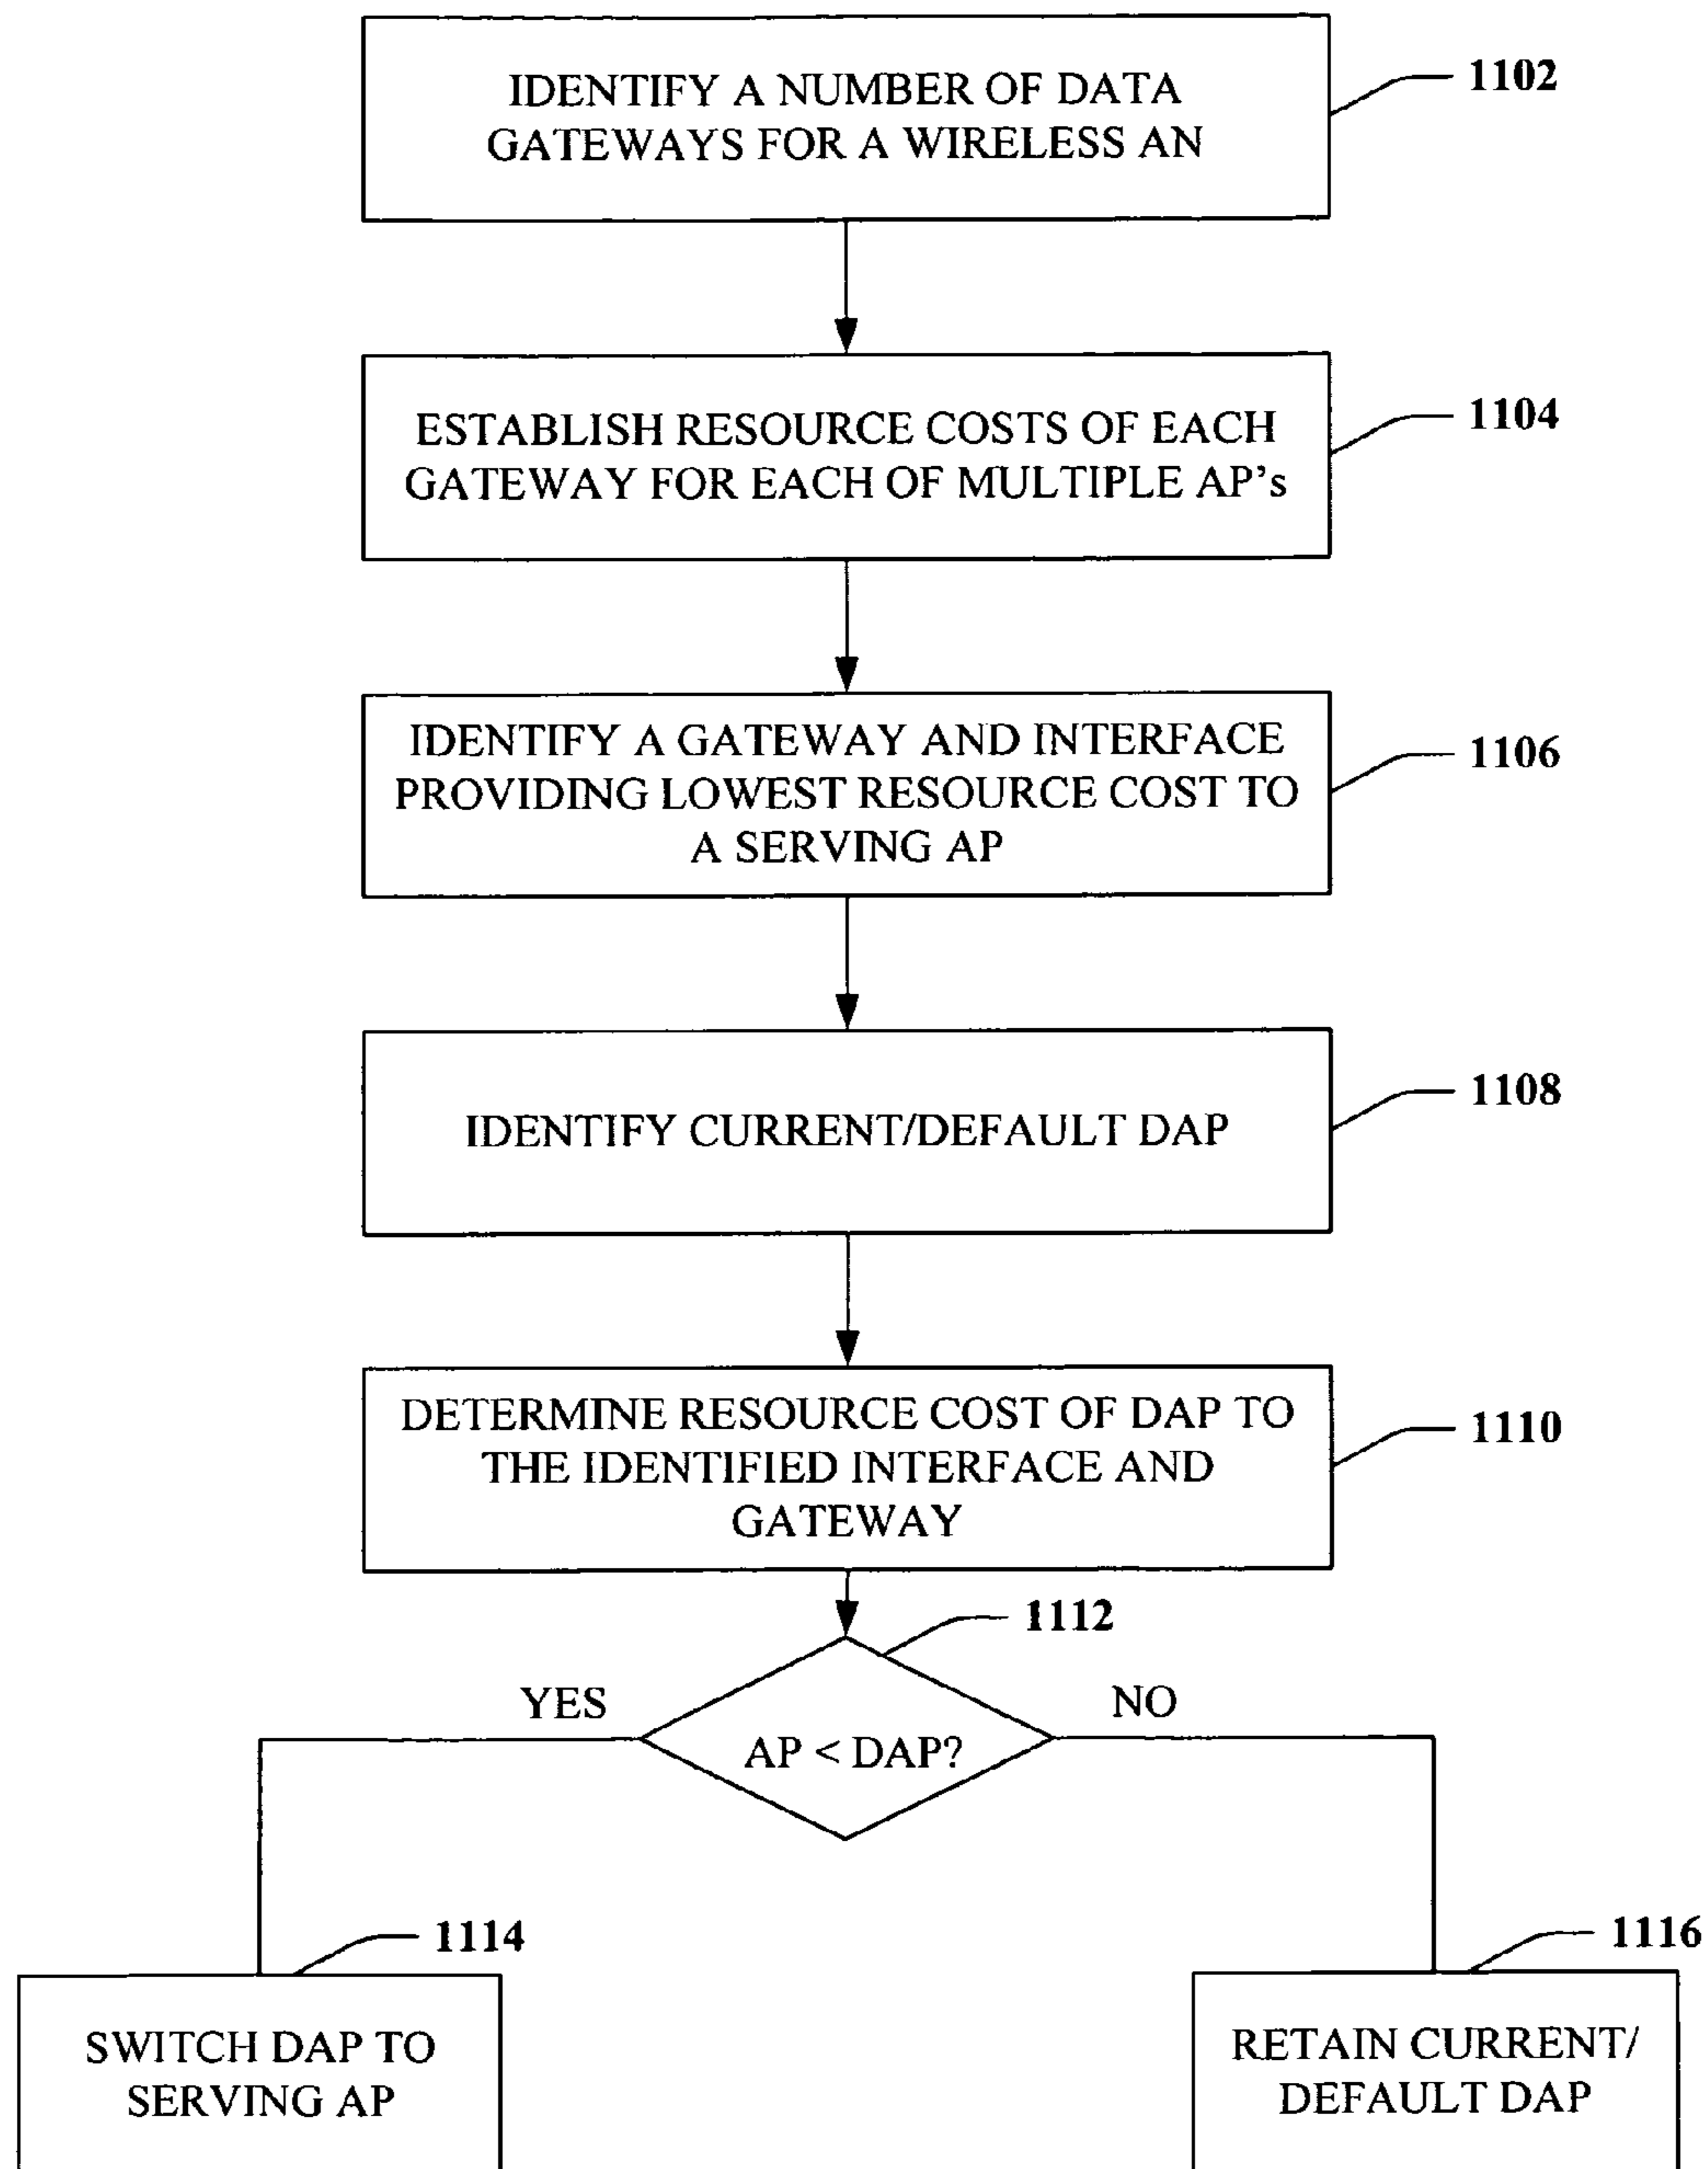 IDENTIFY A NUMBER OF DATA
GATEWAYS FOR A WIRELESS AN
1102
ESTABLISH RESOURCE COSTS OF EACH
GATEWAY FOR EACH OF MULTIPLE AP's
1104
IDENTIFY A GATEWAY AND INTERFACE
PROVIDING LOWEST RESOURCE COST TO
A SERVING AP
1106
IDENTIFY CURRENT/DEFAULT DAP
1108
DETERMINE RESOURCE COST OF DAP TO
THE IDENTIFIED INTERFACE AND
GATEWAY
1110
1112
YES
NO
AP < DAP?
1114
SWITCH DAP TO
SERVING AP
1116
RETAIN CURRENT/
DEFAULT DAP